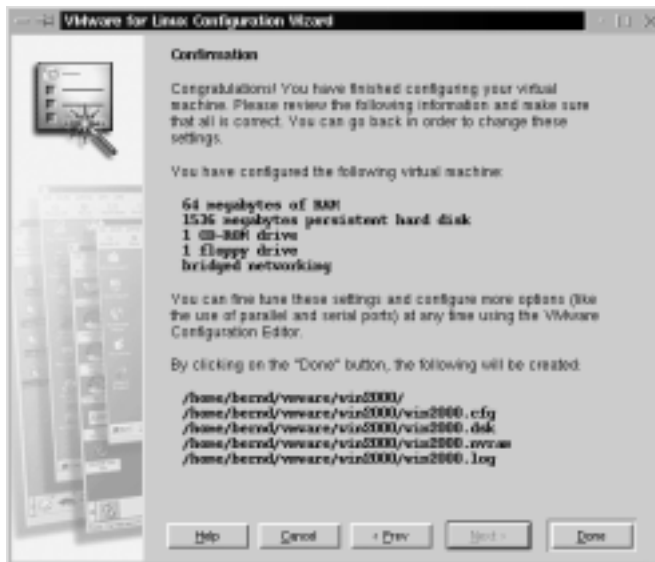 VMware for Linux Configuration Wizard
Confirmation
Congratulations! You have finished configuring your virtual
machine. Please review the following information and make sure
that all is correct. You can go back in order to change these
settings.
You have configured the following virtual machine:
64 megabytes of RAM
1536 megabytes persistent hard disk
1 CD-ROM drive
1 floppy drive
bridged networking
You can fine tune these settings and configure more options (like
the use of parallel and serial ports) at any time using the VMware
Configuration Editor.
By clicking on the "Done" button, the following will be created:
/home/bernd/vmware/win2000/
/home/bernd/vmware/win2000/win2000.cfg
/home/bernd/vmware/win2000/win2000.dsk
/home/bernd/vmware/win2000/win2000.nvram
/home/bernd/vmware/win2000/win2000.log
Help
Cancel
< Prev
Next >
Done